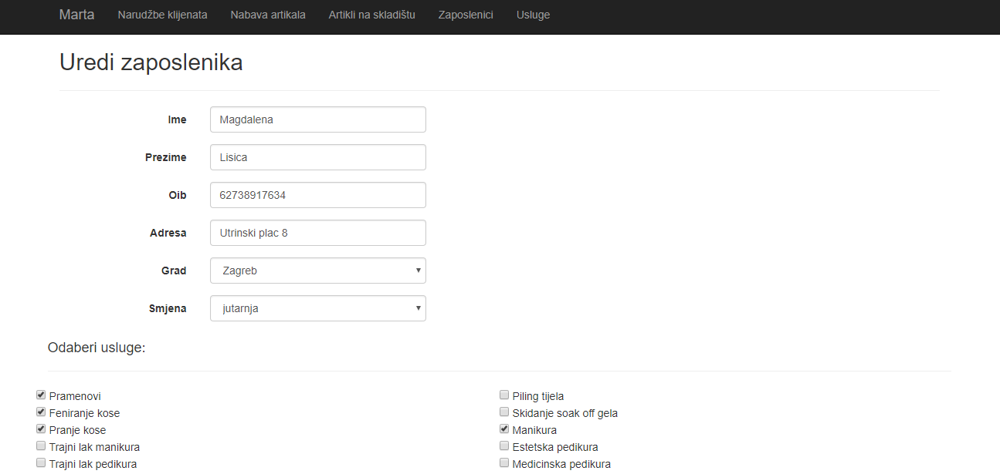 Marta Narudžbe klijenata Nabava artikala Artikli na skladištu Zaposlenici Usluge
Uredi zaposlenika
Ime Magdalena
Prezime Lisica
Oib 62738917634
Adresa Utrinski plac 8
Grad Zagreb
Smjena jutarnja
Odaberi usluge:
Pramenovi
Feniranje kose
Pranje kose
Trajni lak manikura
Trajni lak pedikura
Piling tijela
Skidanje soak off gela
Manikura
Estetska pedikura
Medicinska pedikura